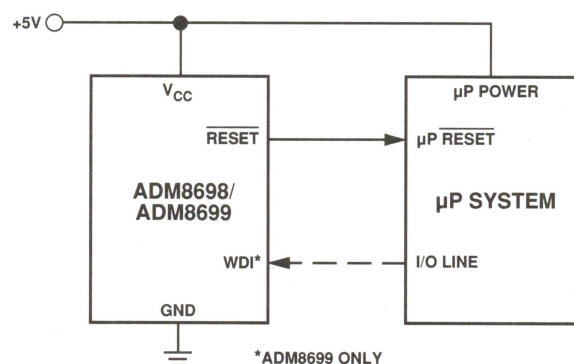 +5V
VCC
µP POWER
RESET
µP RESET
ADM8698/
ADM8699
µP SYSTEM
WDI*
I/O LINE
GND
*ADM8699 ONLY